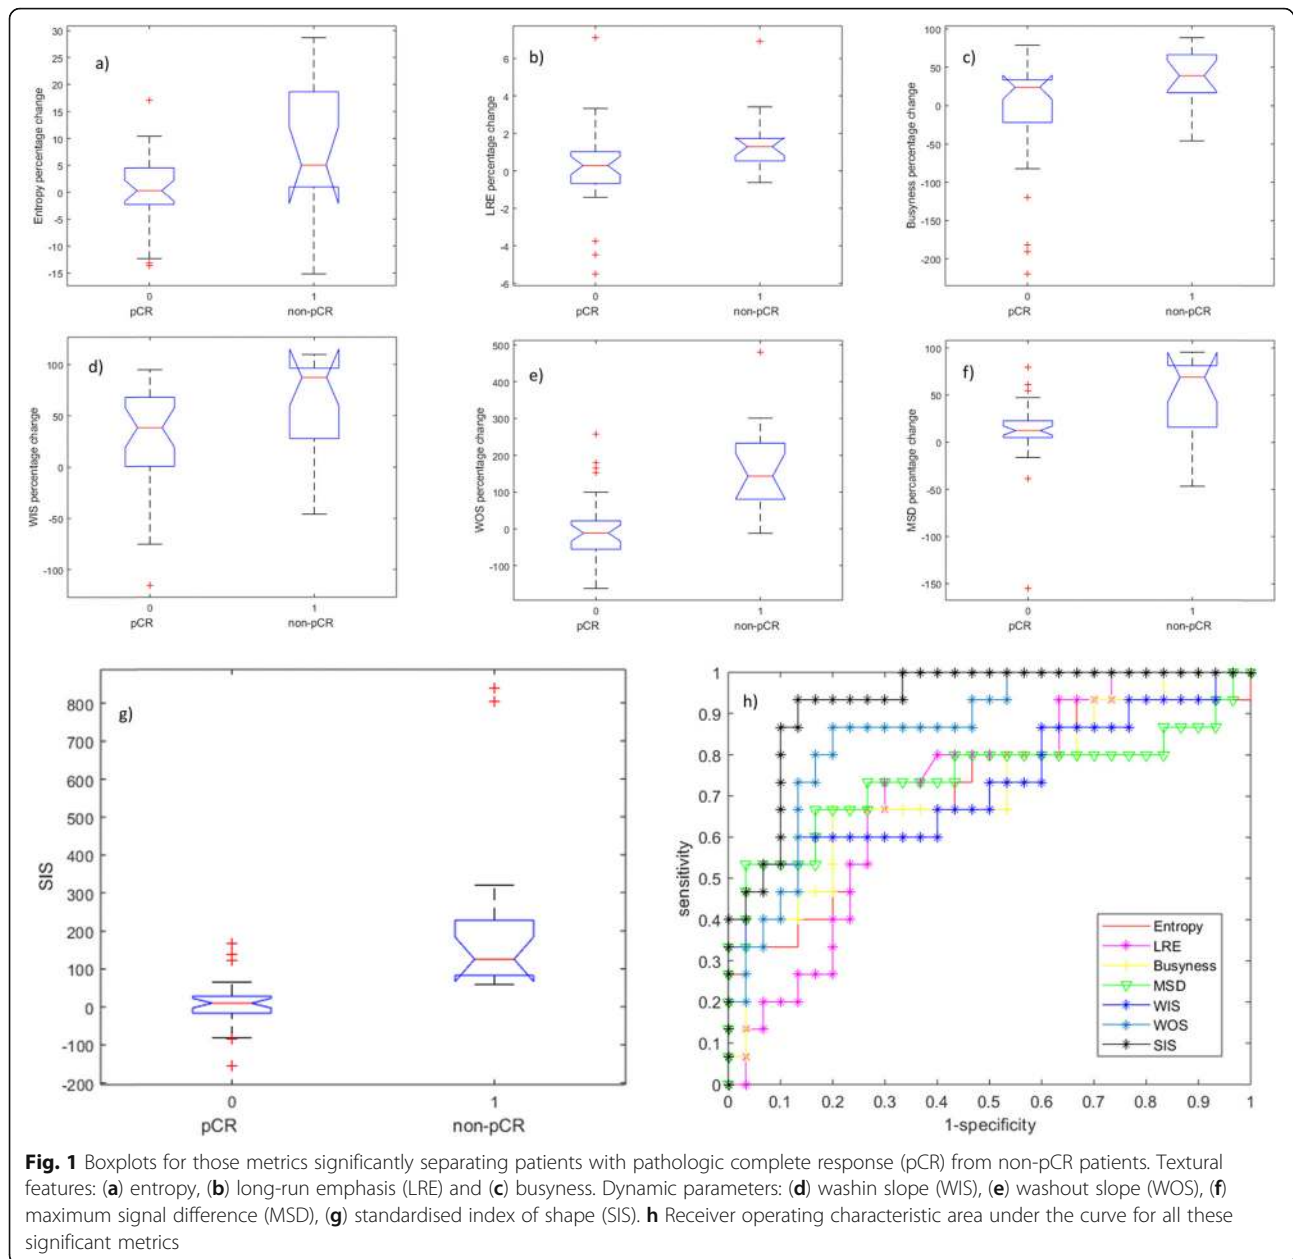 a)
Entropy percentage change
30
25
20
15
10
5
0
-5
-10
-15
0
1
pCR
non-pCR
b)
LRE percentage change
6
4
2
0
-2
-4
-6
0
1
pCR
non-pCR
c)
Busyness percentage change
100
50
0
-50
-100
-150
-200
0
1
pCR
non-pCR
d)
WIS percentage change
100
50
0
-50
-100
0
1
pCR
non-pCR
e)
WOS percentage change
500
400
300
200
100
0
-100
0
1
pCR
non-pCR
f)
MSD percantage change
100
50
0
-50
-100
-150
0
1
pCR
non-pCR
g)
SIS
800
700
600
500
400
300
200
100
0
-100
-200
0
1
pCR
non-pCR
h)
sensitivity
1
0.9
0.8
0.7
0.6
0.5
0.4
0.3
0.2
0.1
0
0 0.1 0.2 0.3 0.4 0.5 0.6 0.7 0.8 0.9 1
1-specificity
Entropy
LRE
Busyness
MSD
WIS
WOS
SIS
Fig. 1 Boxplots for those metrics significantly separating patients with pathologic complete response (pCR) from non-pCR patients. Textural
features: (a) entropy, (b) long-run emphasis (LRE) and (c) busyness. Dynamic parameters: (d) washin slope (WIS), (e) washout slope (WOS), (f)
maximum signal difference (MSD), (g) standardised index of shape (SIS). h Receiver operating characteristic area under the curve for all these
significant metrics